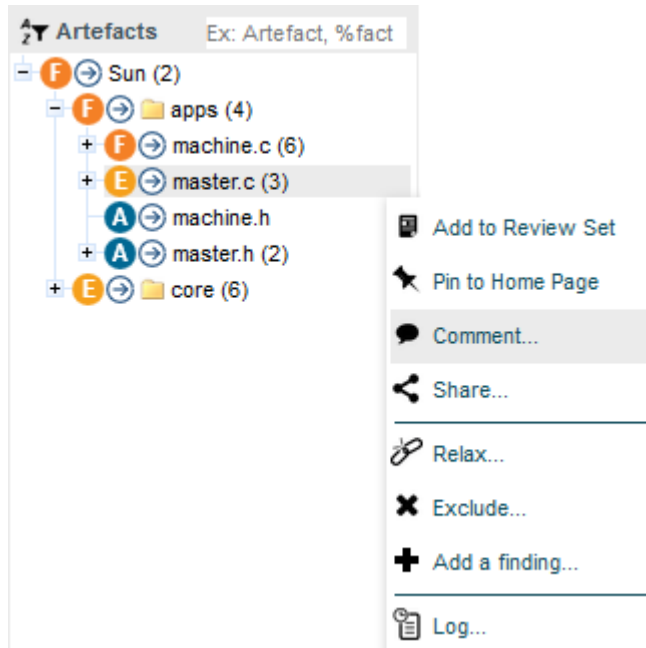 Artefacts Ex: Artefact, %fact
F Sun (2)
F apps (4)
F machine.c (6)
E master.c (3)
A machine.h
A master.h (2)
E core (6)
Add to Review Set
Pin to Home Page
Comment...
Share...
Relax...
Exclude...
Add a finding...
Log...